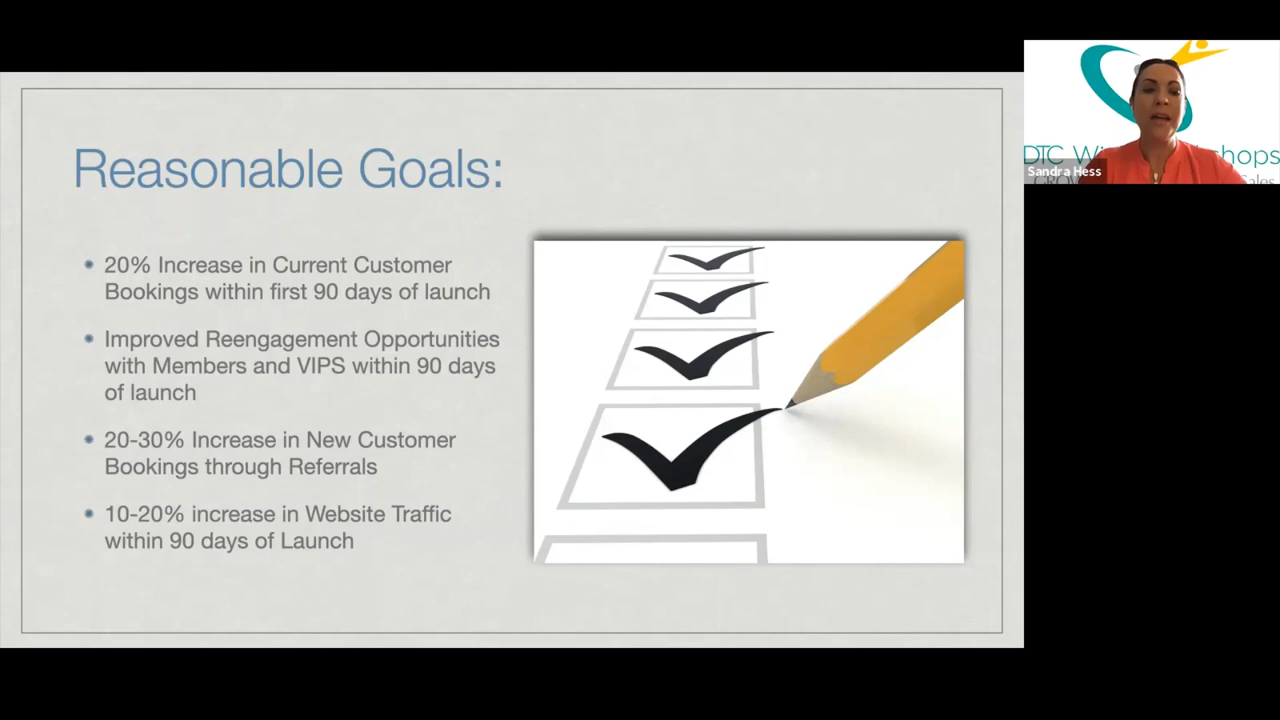 Reasonable Goals:
20% Increase in Current Customer
Bookings within first 90 days of launch
Improved Reengagement Opportunities
with Members and VIPS within 90 days
of launch
20-30% Increase in New Customer
Bookings through Referrals
10-20% increase in Website Traffic
within 90 days of Launch
DTC
Sandra Hess
Sales